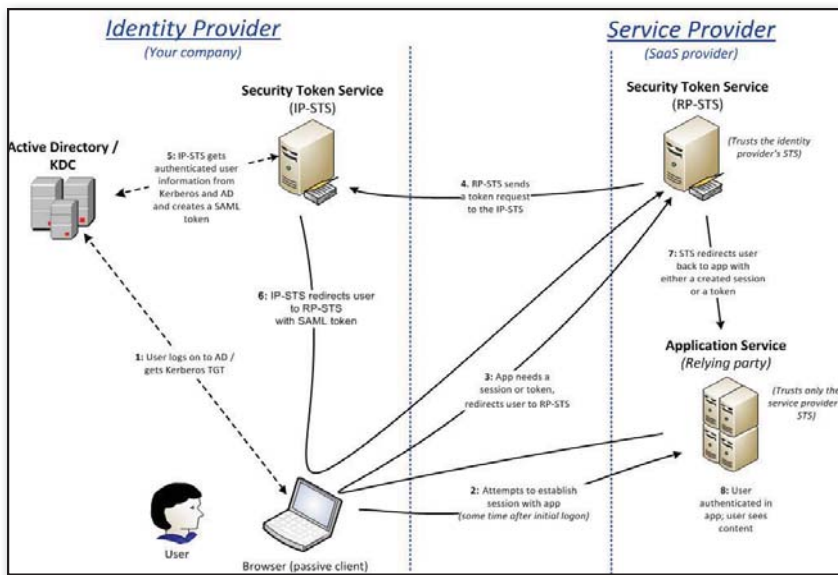 Identity Provider
(Your company)
Service Provider
(SaaS provider)
Security Token Service
(IP-STS)
Security Token Service
(RP-STS)
Active Directory /
KDC
5: IP-STS gets
authenticated user
information from
Kerberos and AD
and creates a SAML
token
(Trusts the identity
provider's STS)
4. RP-STS sends
a token request
to the IP-STS
7: STS redirects user
back to app with
either a created session
or a token
6: IP-STS redirects user
to RP-STS
with SAML token
Application Service
(Relying party)
1: User logs on to AD /
gets Kerberos TGT
3: App needs a
session or token,
redirects user to RP-STS
(Trusts only the
service provider
STS)
2: Attempts to establish
session with app
(some time after initial logon)
8: User
authenticated in
app; user sees
content
User
Browser (passive client)